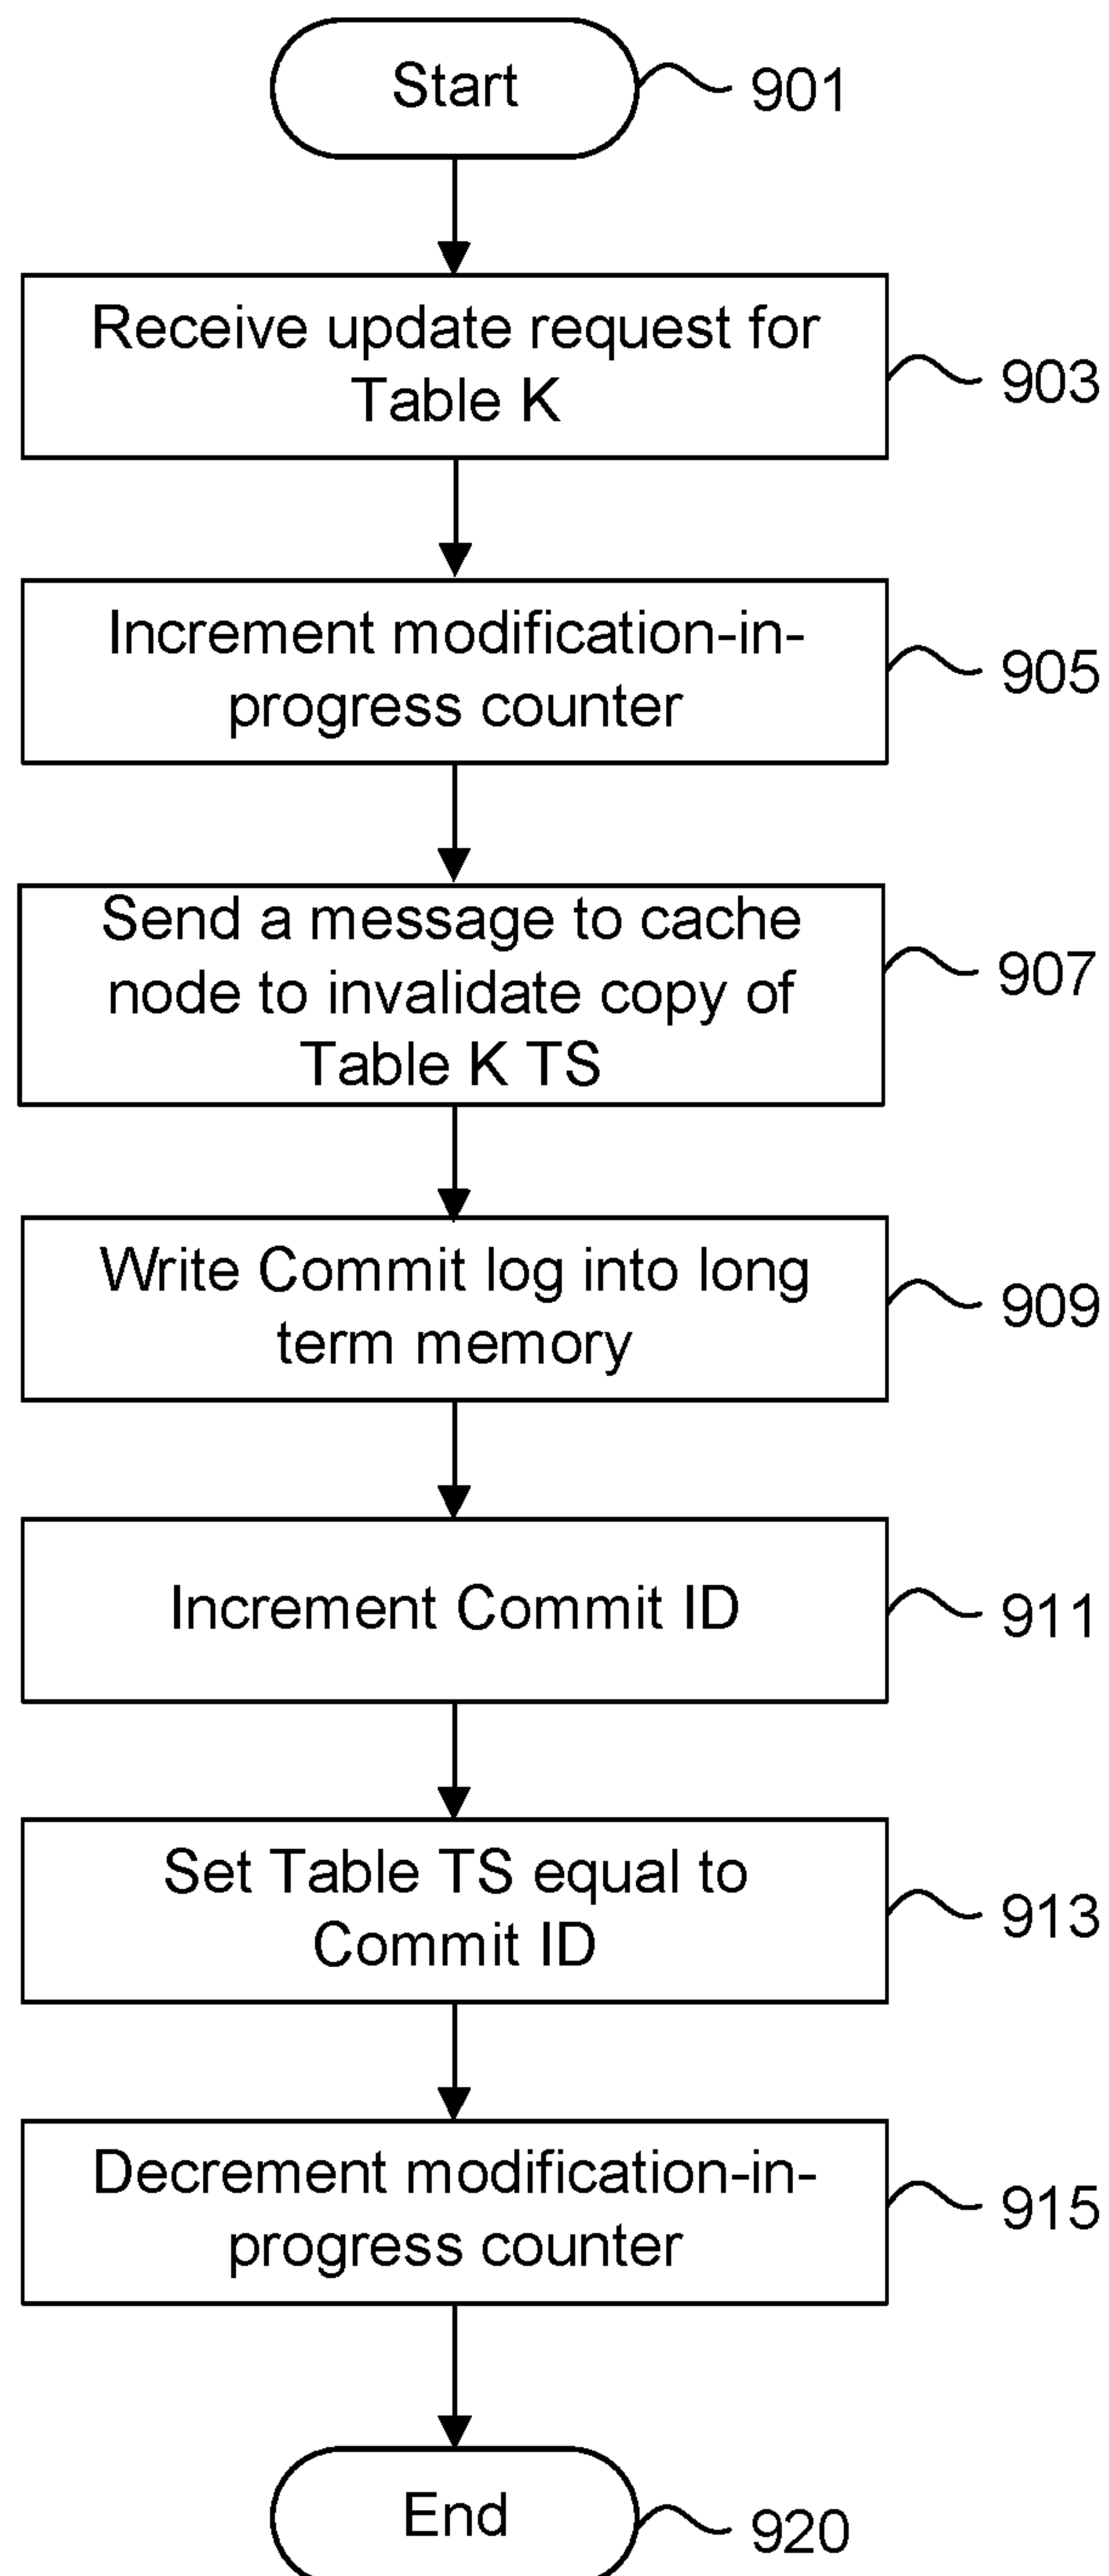 Start
901
Receive update request for
Table K
903
Increment modification-in-
progress counter
905
Send a message to cache
node to invalidate copy of
Table K TS
907
Write Commit log into long
term memory
909
Increment Commit ID
911
Set Table TS equal to
Commit ID
913
Decrement modification-in-
progress counter
915
End
920